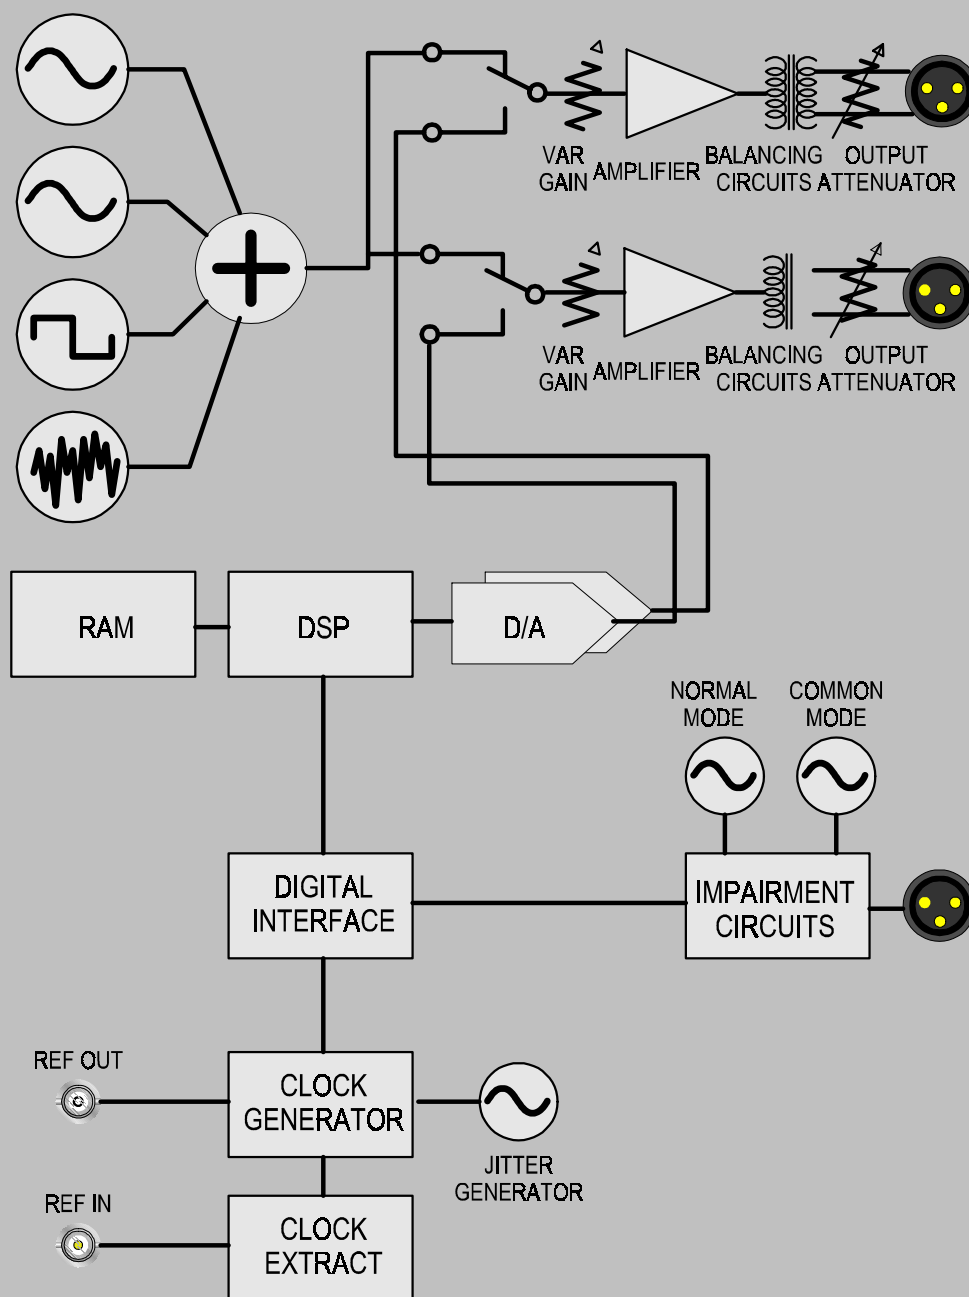 VAR
GAIN
AMPLIFIER
BALANCING
CIRCUITS
OUTPUT
ATTENUATOR
VAR
GAIN
AMPLIFIER
BALANCING
CIRCUITS
OUTPUT
ATTENUATOR
RAM
DSP
D/A
NORMAL
MODE
COMMON
MODE
DIGITAL
INTERFACE
IMPAIRMENT
CIRCUITS
REF OUT
CLOCK
GENERATOR
JITTER
GENERATOR
REF IN
CLOCK
EXTRACT